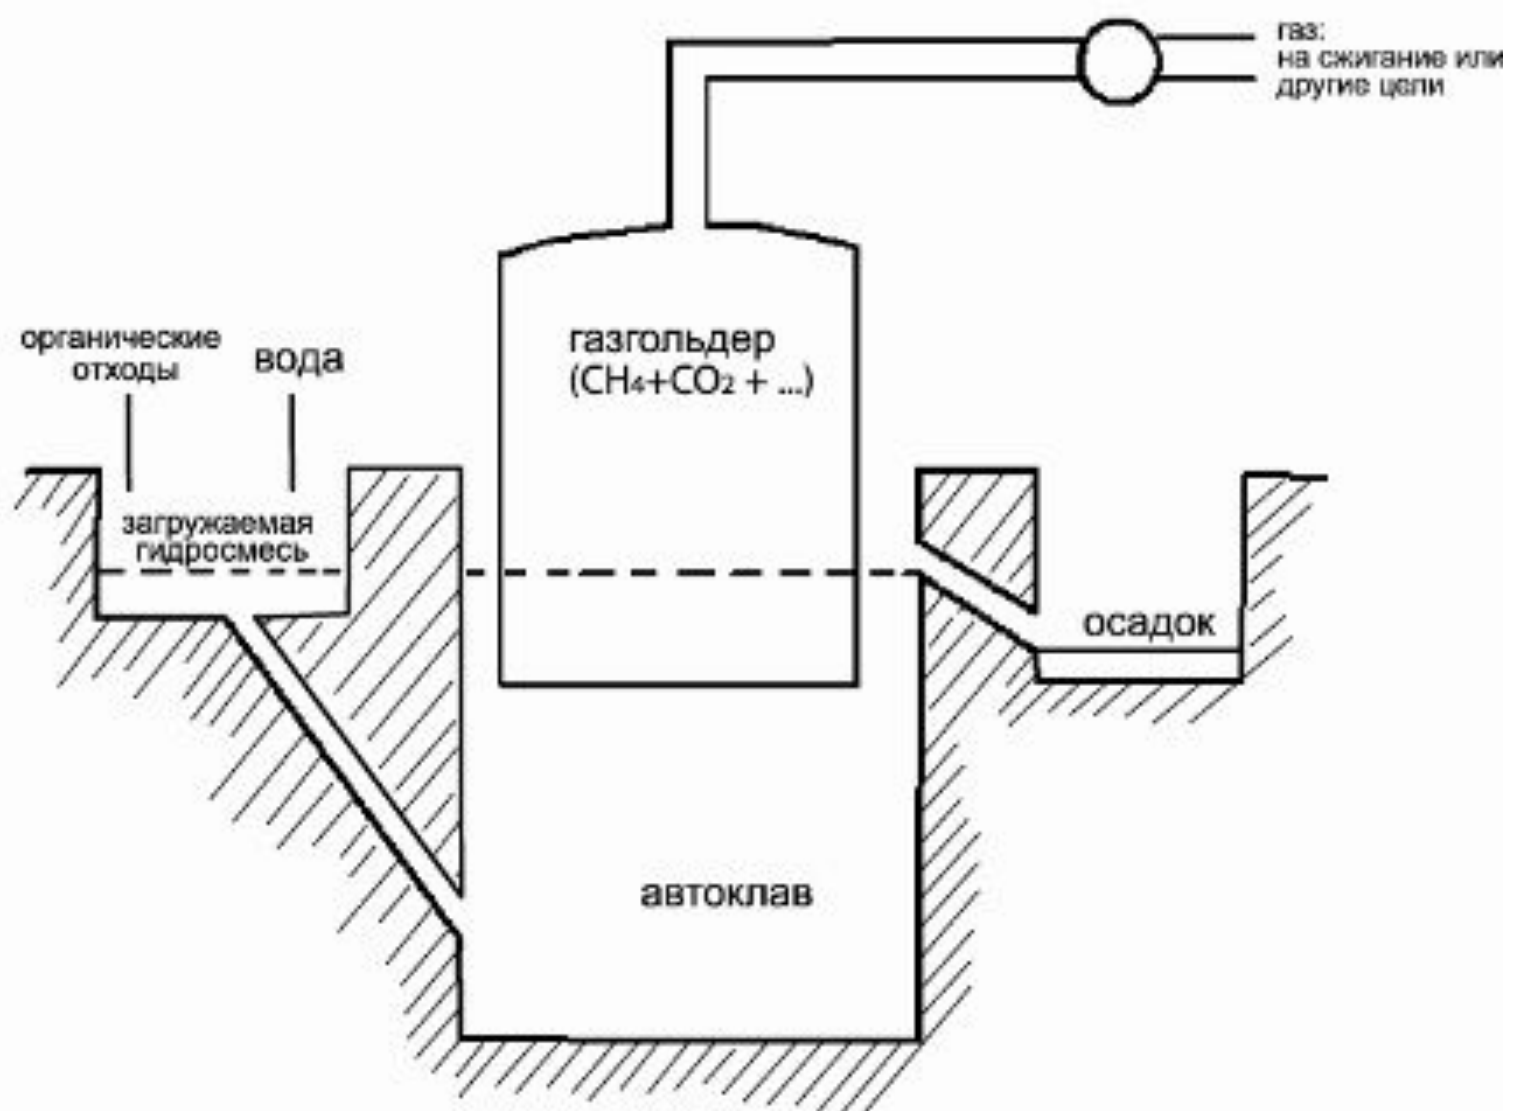 газ:
на сжигание или
другие цели
органические
отходы
вода
газгольдер
(CH₄+CO₂ + ...)
загружаемая
гидросмесь
осадок
автоклав